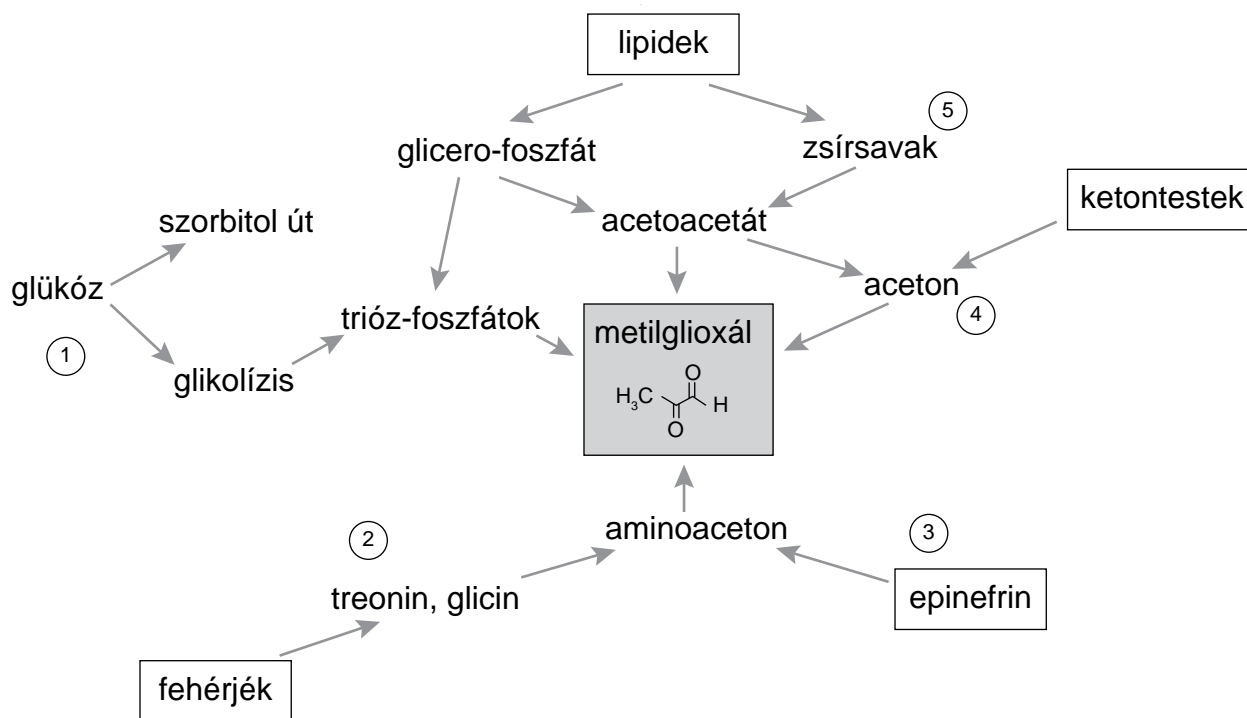 lipidek
5
glicero-foszfát
zsírsavak
ketontestek
szorbitol út
acetoacetát
glükóz
aceton
trióz-foszfátok
4
metilglioxál
1
glikolízis
O
H₃C
H
O
aminoaceton
2
3
treonin, glicin
epinefrin
fehérjék